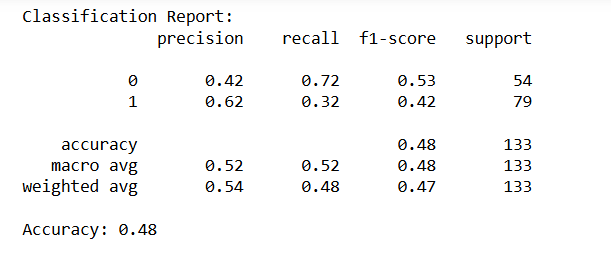 Classification Report:
precision recall f1-score support
0 0.42 0.72 0.53 54
1 0.62 0.32 0.42 79
accuracy 0.48 133
macro avg 0.52 0.52 0.48 133
weighted avg 0.54 0.48 0.47 133
Accuracy: 0.48